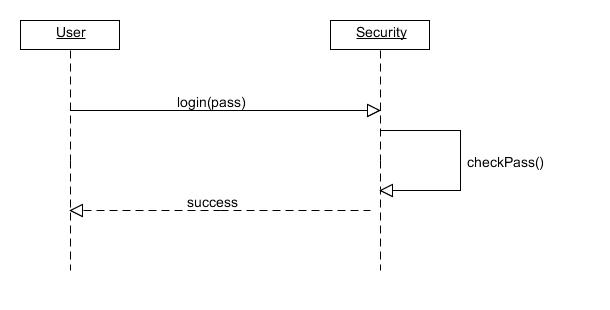 User
Security
login(pass)
checkPass()
success